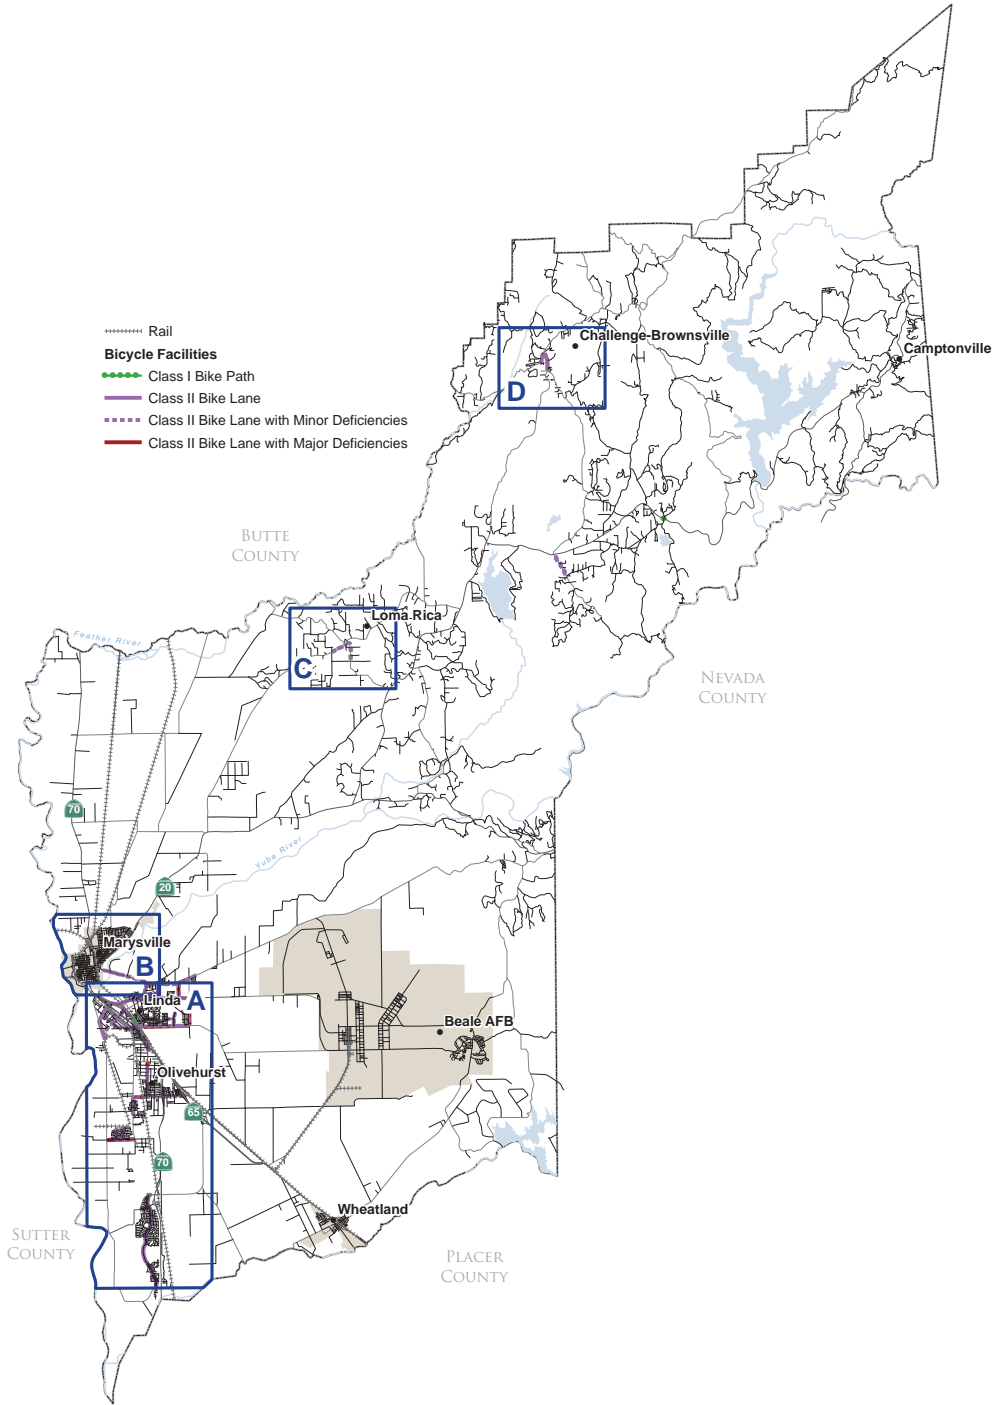 Challenge-Brownsville
Camptonville
D
Rail
Bicycle Facilities
Class I Bike Path
Class II Bike Lane
Class II Bike Lane with Minor Deficiencies
Class II Bike Lane with Major Deficiencies
BUTTE
COUNTY
Loma Rica
C
Feather River
NEVADA
COUNTY
70
Yuba River
20
Marysville
B
Linda
A
Beale AFB
Olivehurst
65
70
Wheatland
SUTTER
COUNTY
PLACER
COUNTY